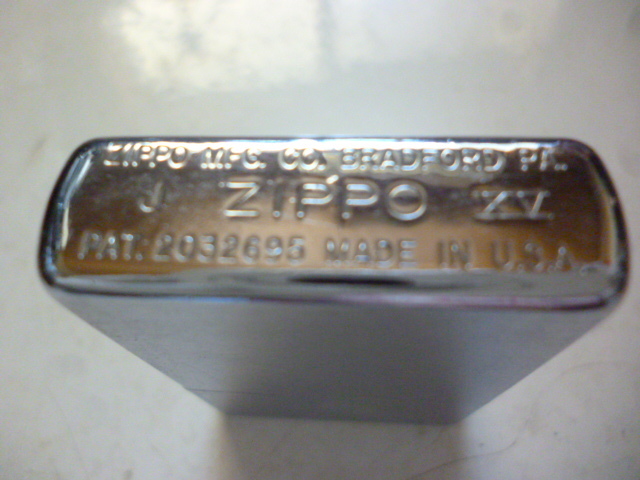 ZIPPO MFG. CO. BRADFORD PA.
J ZIPPO XV
PAT. 2032695 MADE IN U.S.A.